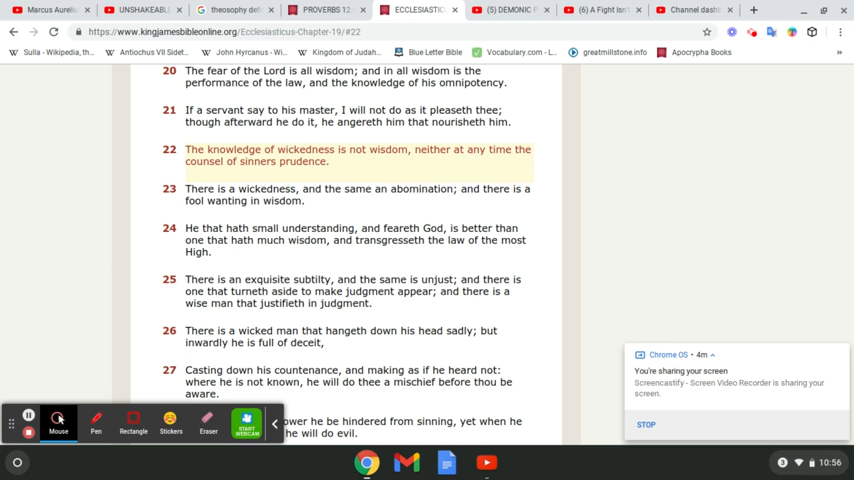 Marcus Aureliu
UNSHAKEABLE
theosophy defi
PROVERBS 12:
ECCLESIASTIC
(5) DEMONIC P
(6) A Fight Isn'
Channel dashb
https://www.kingjamesbibleonline.org/Ecclesiasticus-Chapter-19/#22
Sulla - Wikipedia, th...
Antiochus VII Sidet...
John Hyrcanus - Wi...
Kingdom of Judah...
Blue Letter Bible
Vocabulary.com - L...
greatmillstone.info
Apocrypha Books
»
20 The fear of the Lord is all wisdom; and in all wisdom is the
performance of the law, and the knowledge of his omnipotency.
21 If a servant say to his master, I will not do as it pleaseth thee;
though afterward he do it, he angereth him that nourisheth him.
22 The knowledge of wickedness is not wisdom, neither at any time the
counsel of sinners prudence.
23 There is a wickedness, and the same an abomination; and there is a
fool wanting in wisdom.
24 He that hath small understanding, and feareth God, is better than
one that hath much wisdom, and transgresseth the law of the most
High.
25 There is an exquisite subtilty, and the same is unjust; and there is
one that turneth aside to make judgment appear; and there is a
wise man that justifieth in judgment.
26 There is a wicked man that hangeth down his head sadly; but
inwardly he is full of deceit,
27 Casting down his countenance, and making as if he heard not:
where he is not known, he will do thee a mischief before thou be
aware.
ower he be hindered from sinning, yet when he
he will do evil.
Chrome OS • 4m
You're sharing your screen
Screencastify - Screen Video Recorder is sharing your
screen.
STOP
Mouse
Pen
Rectangle
Stickers
Eraser
START
WEBCAM
3
10:56